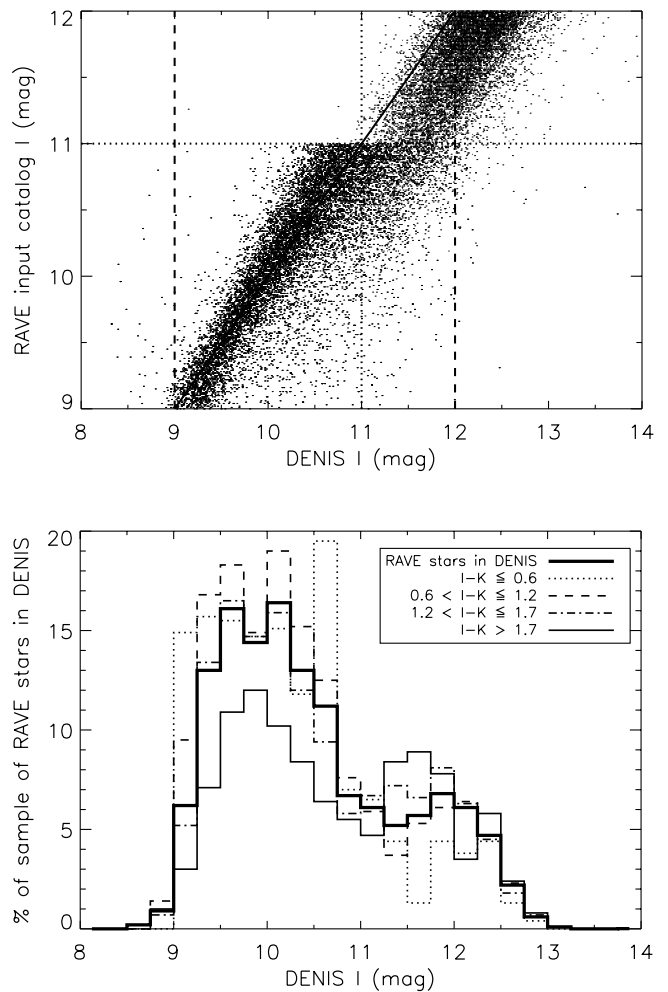 12
11
10
9
RAVE input catalog I (mag)
8 9 10 11 12 13 14
DENIS I (mag)
20
15
10
5
0
% of sample of RAVE stars in DENIS
RAVE stars in DENIS
I-K ≦ 0.6
0.6 < I-K ≦ 1.2
1.2 < I-K ≦ 1.7
I-K > 1.7
8 9 10 11 12 13 14
DENIS I (mag)